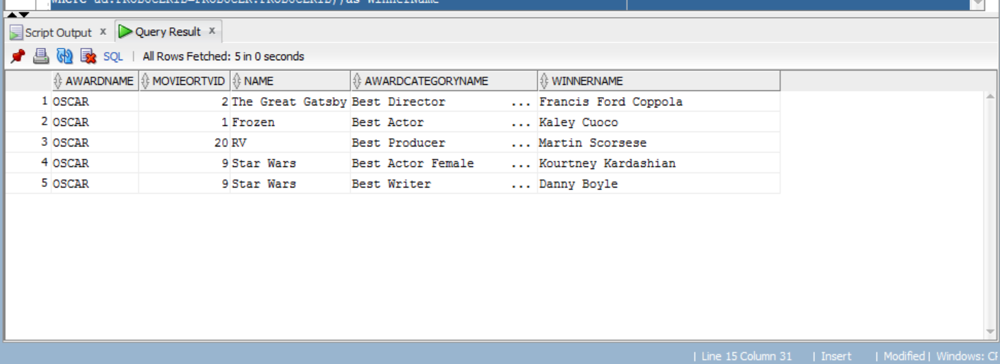 where ad.PRODUCERID=PRODUCER.PRODUCERID)as WinnerName
Script Output x Query Result x
SQL | All Rows Fetched: 5 in 0 seconds
AWARDNAME MOVIEORTVID NAME AWARDCATEGORYNAME WINNERNAME
1 OSCAR 2 The Great Gatsby Best Director ... Francis Ford Coppola
2 OSCAR 1 Frozen Best Actor ... Kaley Cuoco
3 OSCAR 20 RV Best Producer ... Martin Scorsese
4 OSCAR 9 Star Wars Best Actor Female ... Kourtney Kardashian
5 OSCAR 9 Star Wars Best Writer ... Danny Boyle
| Line 15 Column 31 | Insert | Modified | Windows: